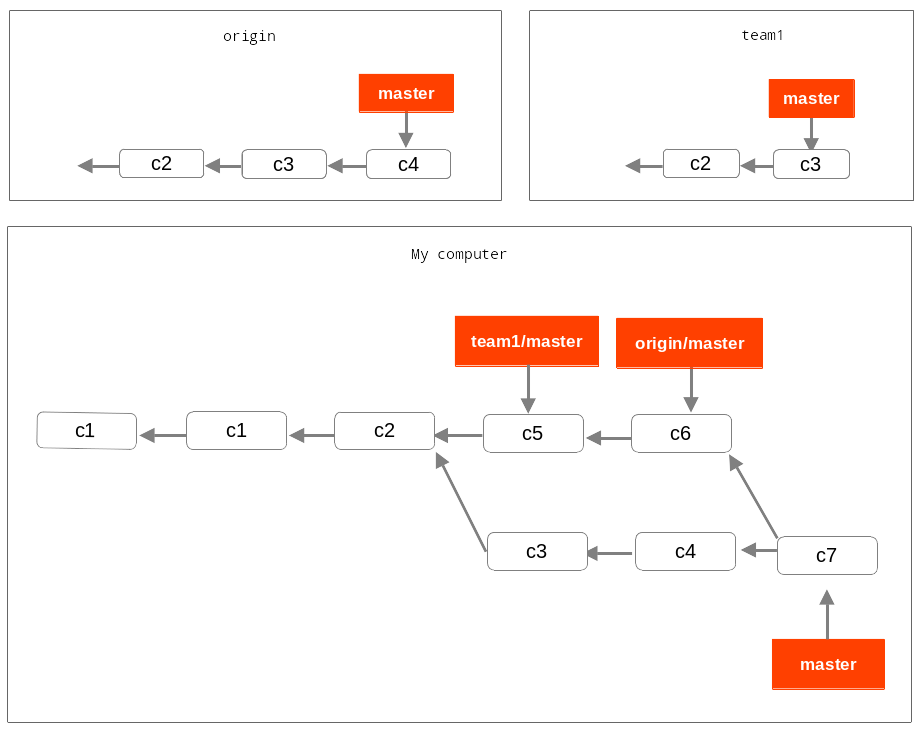 origin
master
c2
c3
c4
team1
master
c2
c3
My computer
team1/master
origin/master
c1
c1
c2
c5
c6
c3
c4
c7
master